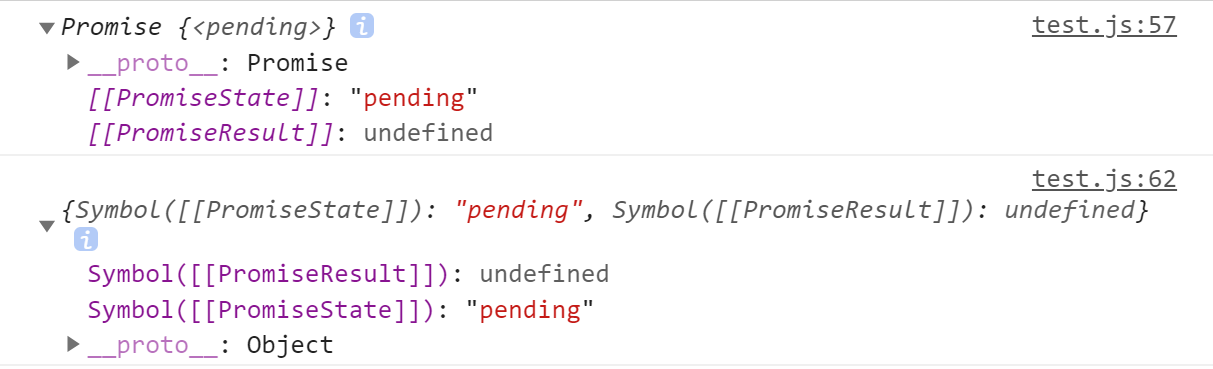 Promise {<pending>} i test.js:57
__proto__: Promise
[[PromiseState]]: "pending"
[[PromiseResult]]: undefined
test.js:62
{Symbol([[PromiseState]]): "pending", Symbol([[PromiseResult]]): undefined}
i
Symbol([[PromiseResult]]): undefined
Symbol([[PromiseState]]): "pending"
__proto__: Object